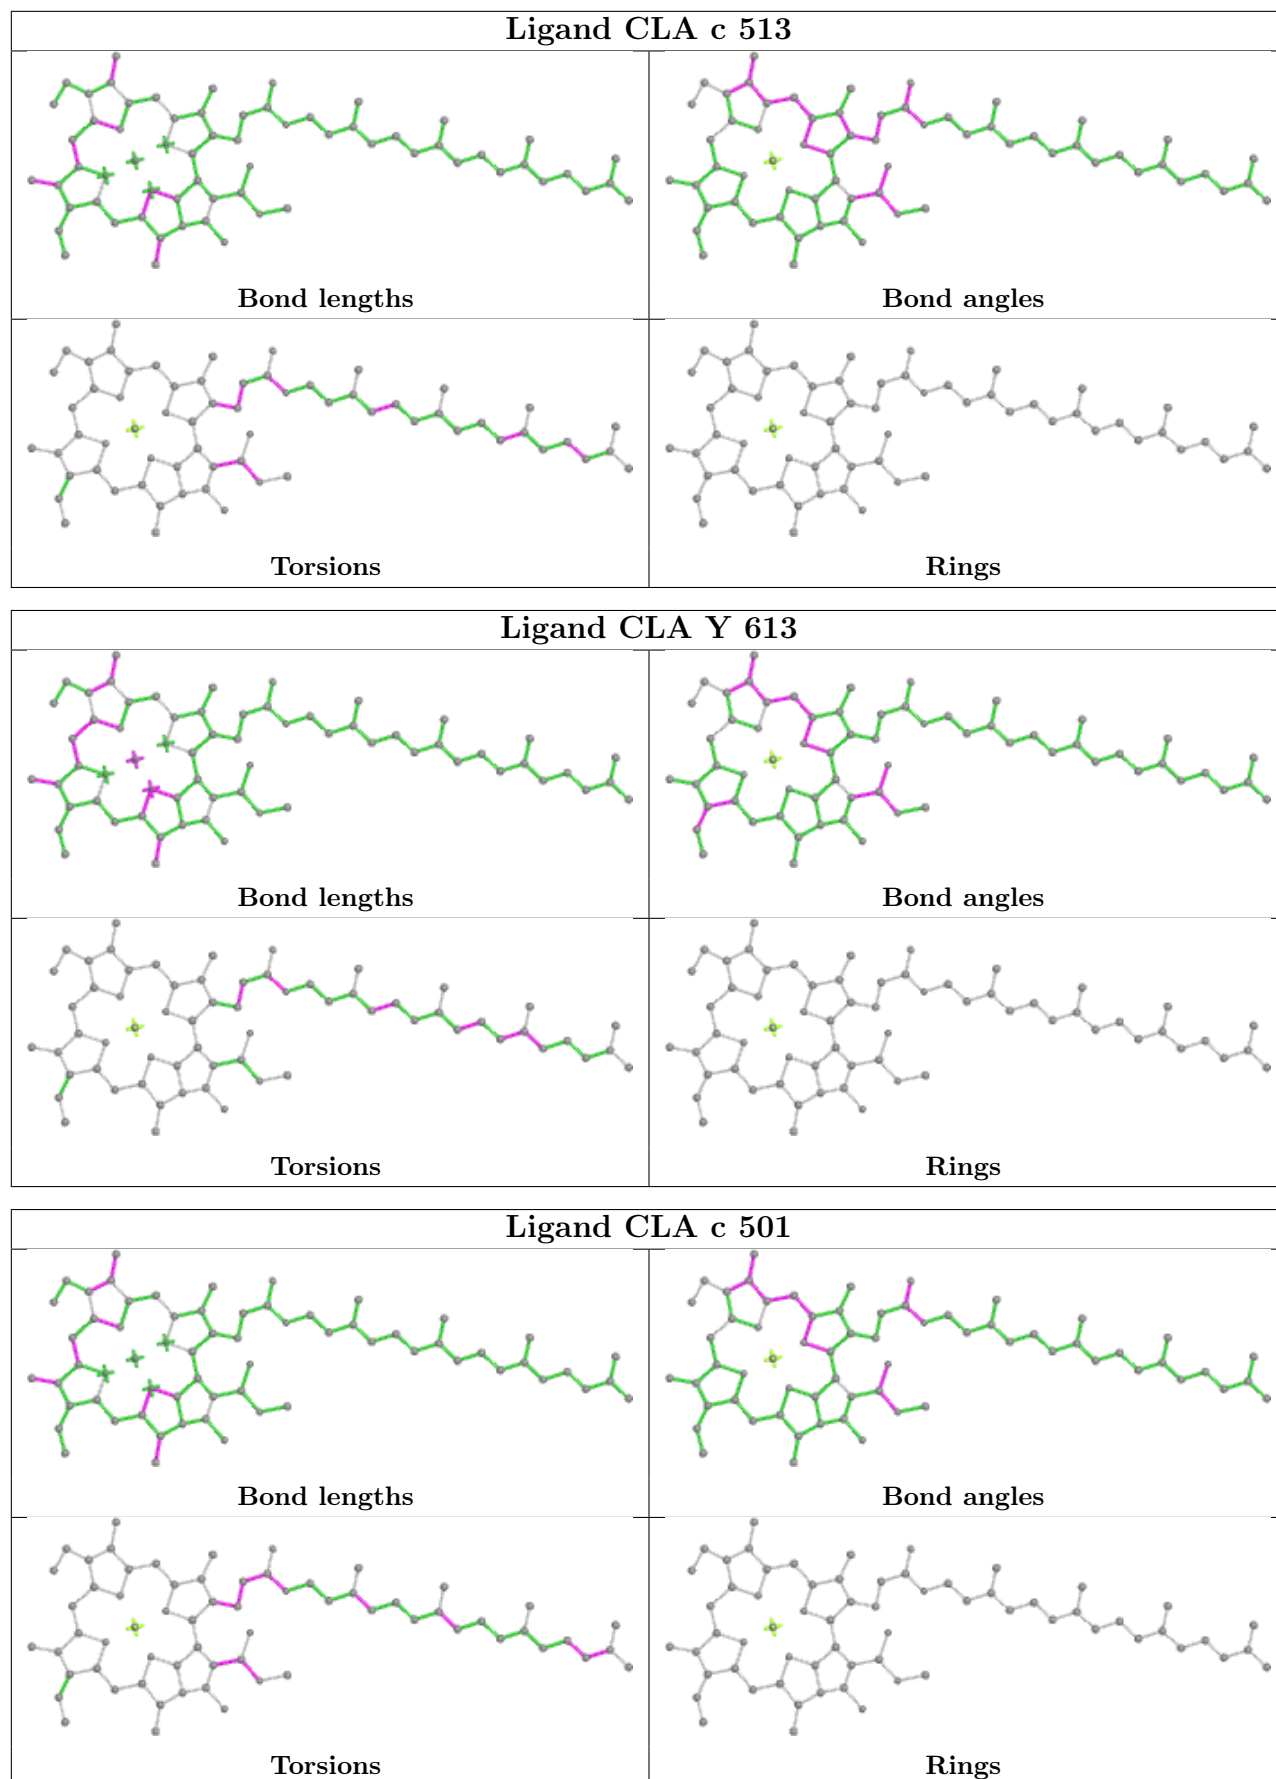 Ligand CLA c 513
Bond lengths
Bond angles
Torsions
Rings
Ligand CLA Y 613
Bond lengths
Bond angles
Torsions
Rings
Ligand CLA c 501
Bond lengths
Bond angles
Torsions
Rings